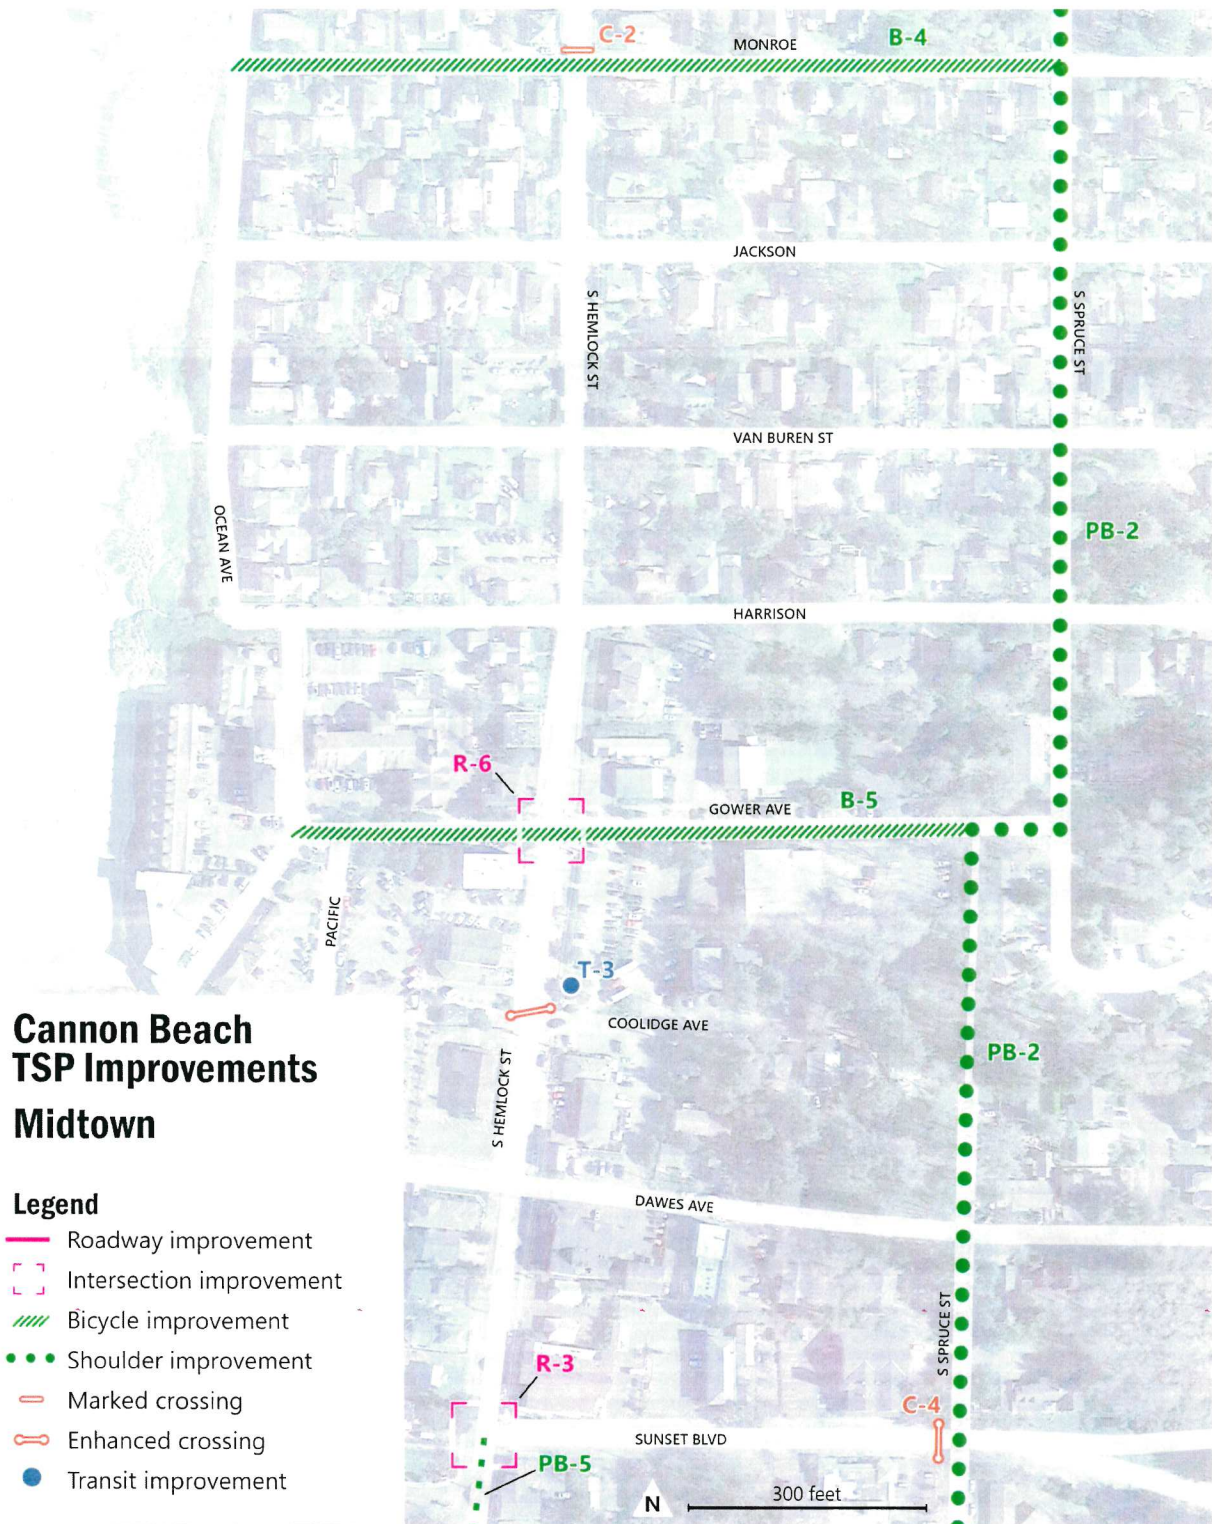 C-2
MONROE
B-4
JACKSON
S HEMLOCK ST
S SPRUCE ST
VAN BUREN ST
OCEAN AVE
PB-2
HARRISON
R-6
GOWER AVE
B-5
PACIFIC
T-3
COOLIDGE AVE
S HEMLOCK ST
PB-2
Cannon Beach
TSP Improvements
Midtown
DAWES AVE
Legend
Roadway improvement
Intersection improvement
Bicycle improvement
Shoulder improvement
Marked crossing
Enhanced crossing
Transit improvement
S SPRUCE ST
R-3
C-4
SUNSET BLVD
PB-5
N
300 feet